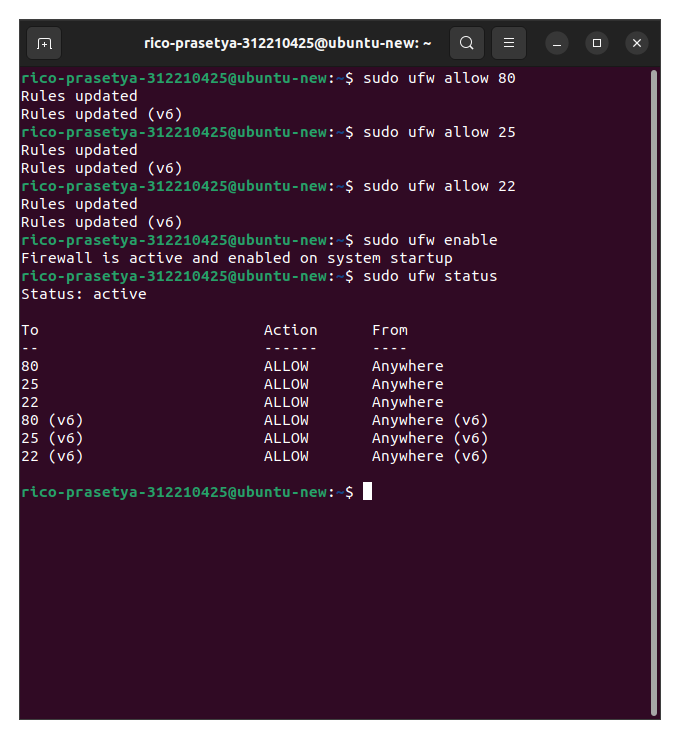 rico-prasetya-312210425@ubuntu-new: ~
rico-prasetya-312210425@ubuntu-new:~$ sudo ufw allow 80
Rules updated
Rules updated (v6)
rico-prasetya-312210425@ubuntu-new:~$ sudo ufw allow 25
Rules updated
Rules updated (v6)
rico-prasetya-312210425@ubuntu-new:~$ sudo ufw allow 22
Rules updated
Rules updated (v6)
rico-prasetya-312210425@ubuntu-new:~$ sudo ufw enable
Firewall is active and enabled on system startup
rico-prasetya-312210425@ubuntu-new:~$ sudo ufw status
Status: active

To                         Action      From
--                         ------      ----
80                         ALLOW       Anywhere
25                         ALLOW       Anywhere
22                         ALLOW       Anywhere
80 (v6)                    ALLOW       Anywhere (v6)
25 (v6)                    ALLOW       Anywhere (v6)
22 (v6)                    ALLOW       Anywhere (v6)

rico-prasetya-312210425@ubuntu-new:~$